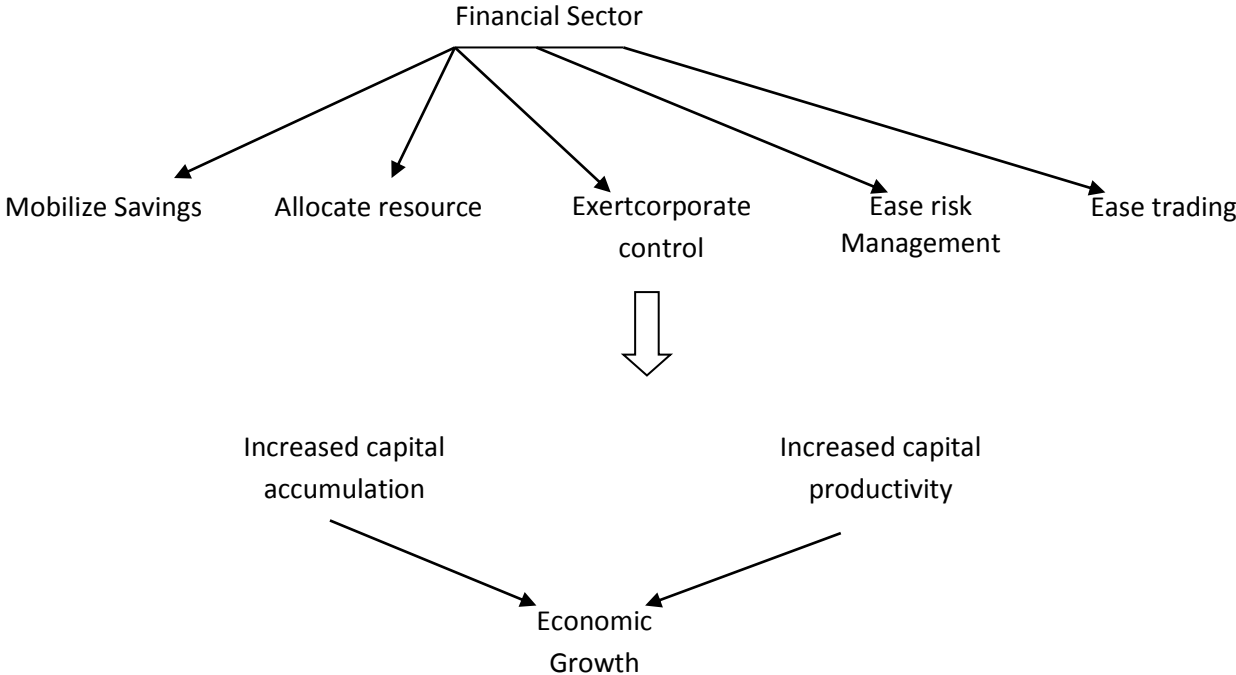 Financial Sector
Mobilize Savings
Allocate resource
Exertcorporate
control
Ease risk
Management
Ease trading
Increased capital
accumulation
Increased capital
productivity
Economic
Growth